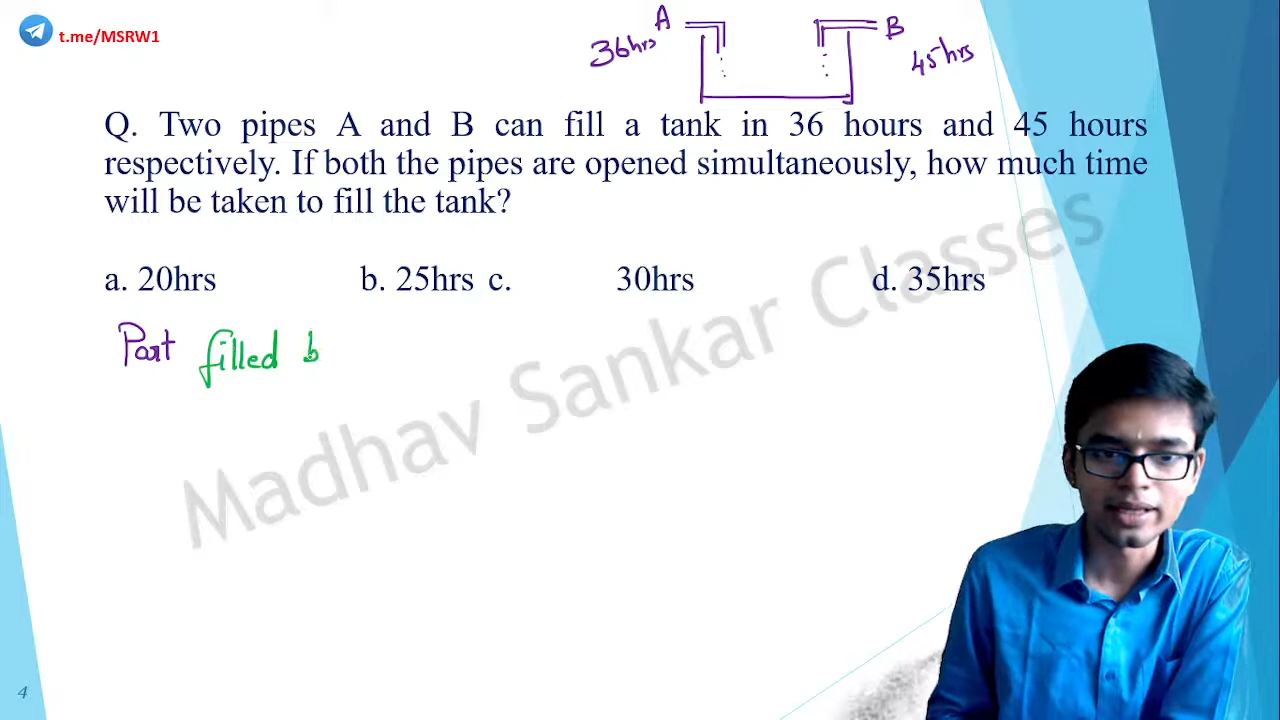 t.me/MSRW1
A
B
36hrs
45hrs
Q. Two pipes A and B can fill a tank in 36 hours and 45 hours
respectively. If both the pipes are opened simultaneously, how much time
will be taken to fill the tank?
a. 20hrs b. 25hrs c. 30hrs d. 35hrs
Part filled b
Madhav Sankar Classes
4